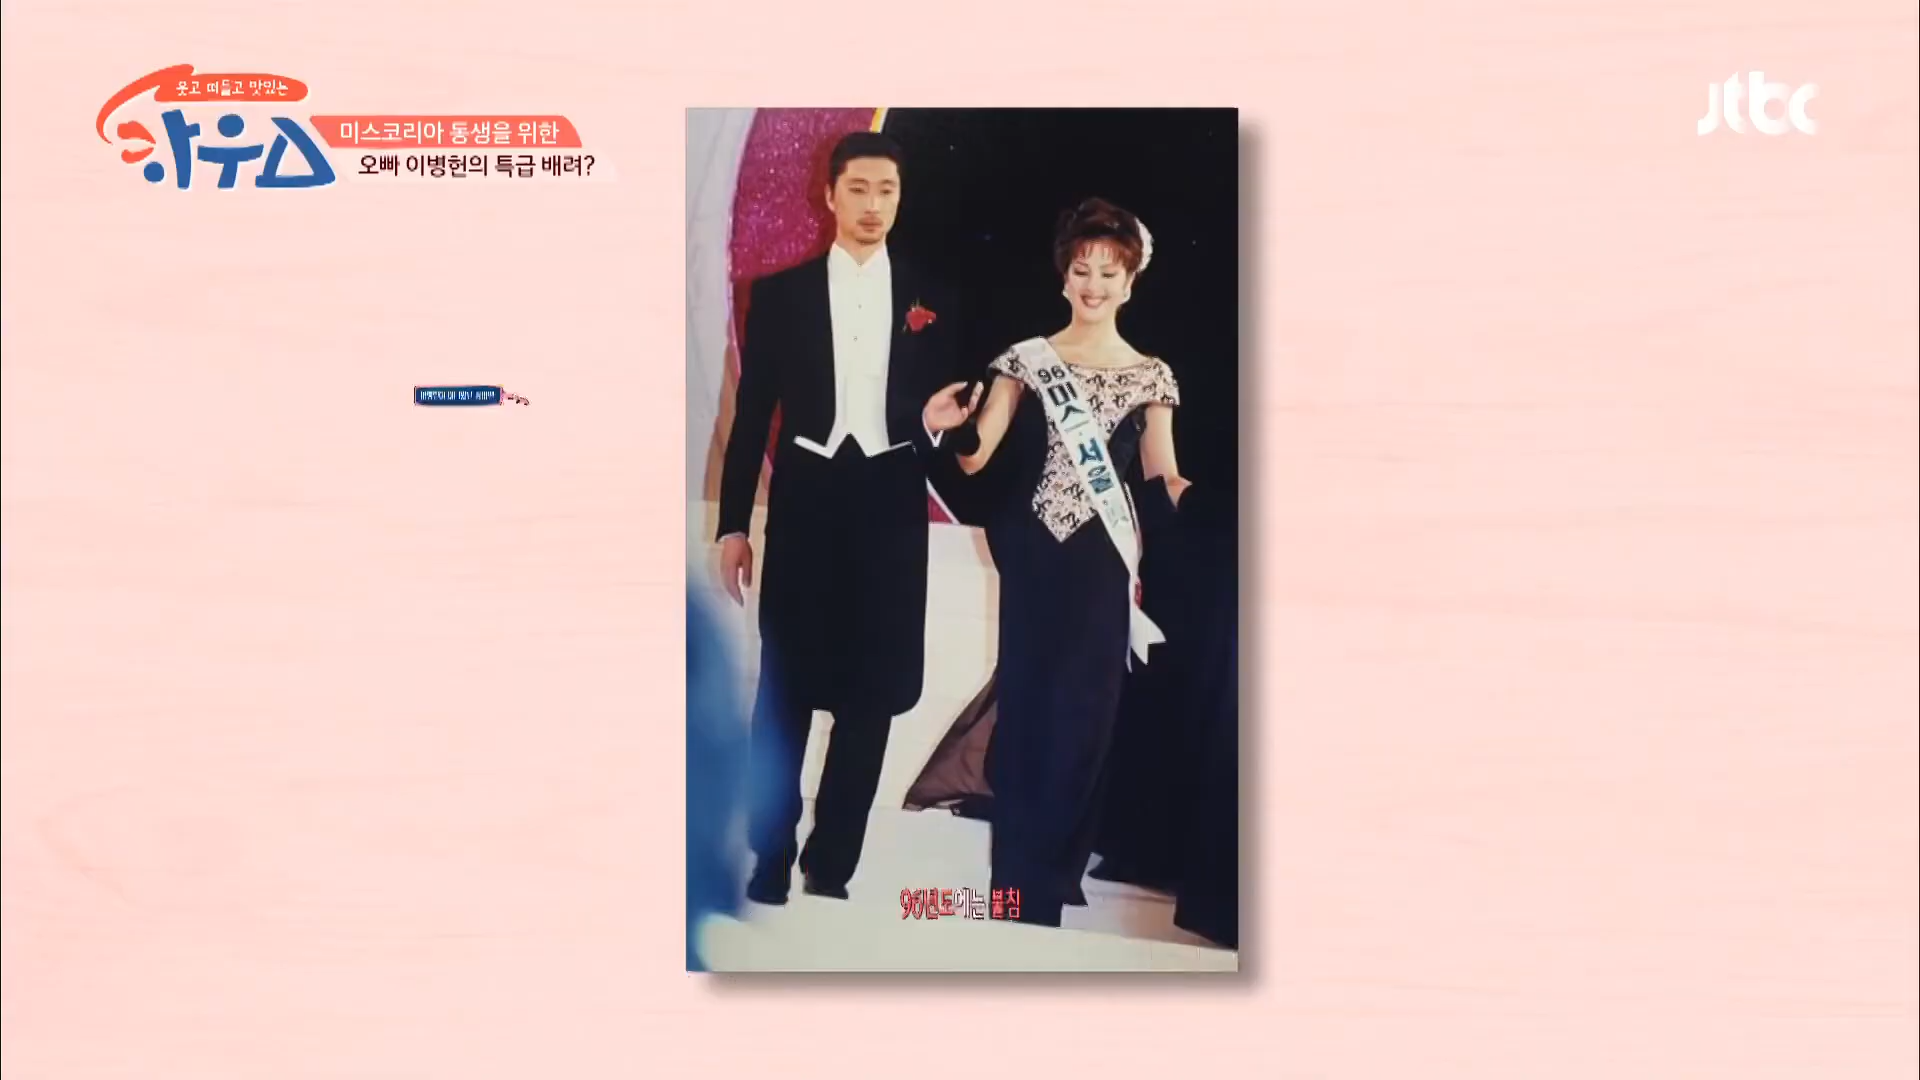 웃고 떠들고 맛있는
하우스
미스코리아 동생을 위한
오빠 이병헌의 특급 배려?
jtbc
96 미스·서울
96년도에는